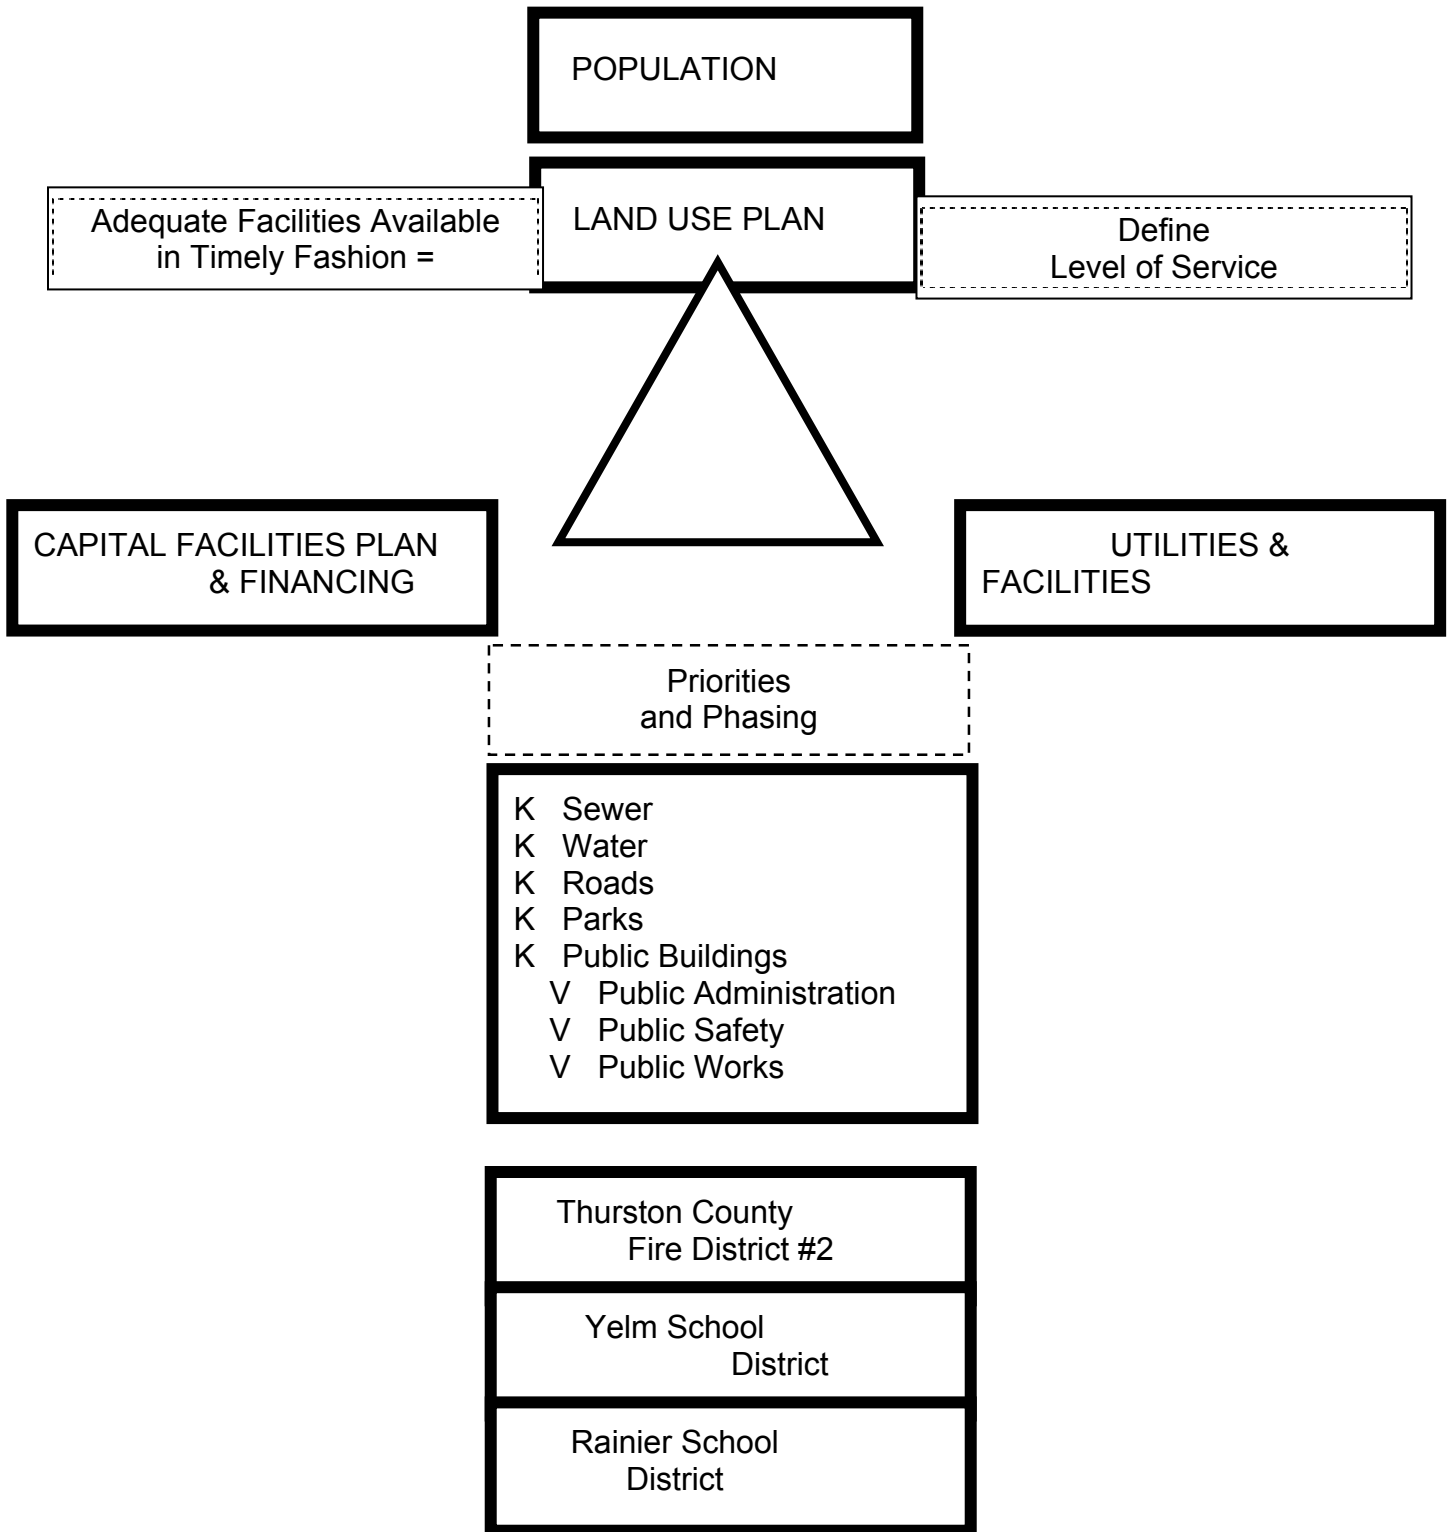 POPULATION
LAND USE PLAN
Adequate Facilities Available
in Timely Fashion =
Define
Level of Service
CAPITAL FACILITIES PLAN
& FINANCING
UTILITIES &
FACILITIES
Priorities
and Phasing
K Sewer
K Water
K Roads
K Parks
K Public Buildings
V Public Administration
V Public Safety
V Public Works
Thurston County
Fire District #2
Yelm School
District
Rainier School
District